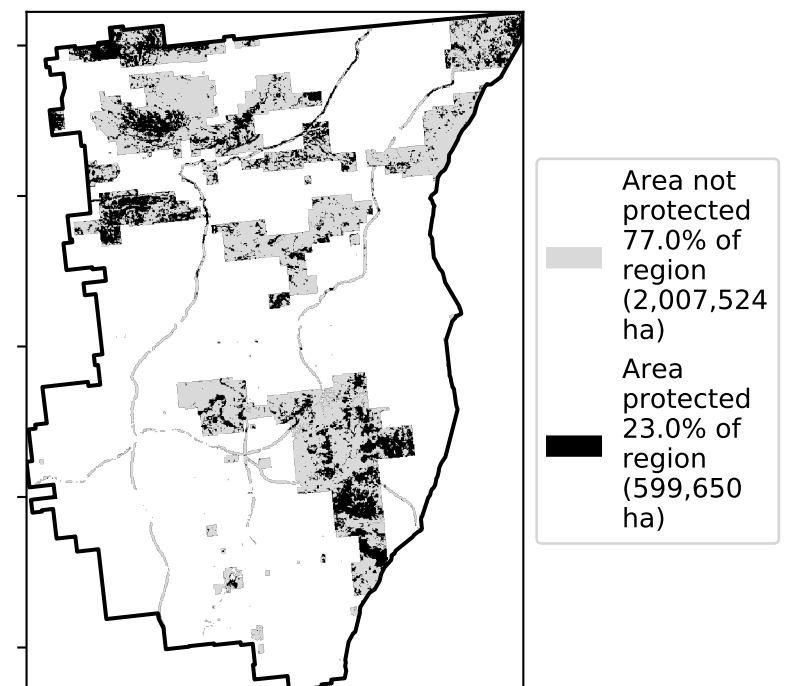 Area not
protected
77.0% of
region
(2,007,524
ha)
Area
protected
23.0% of
region
(599,650
ha)